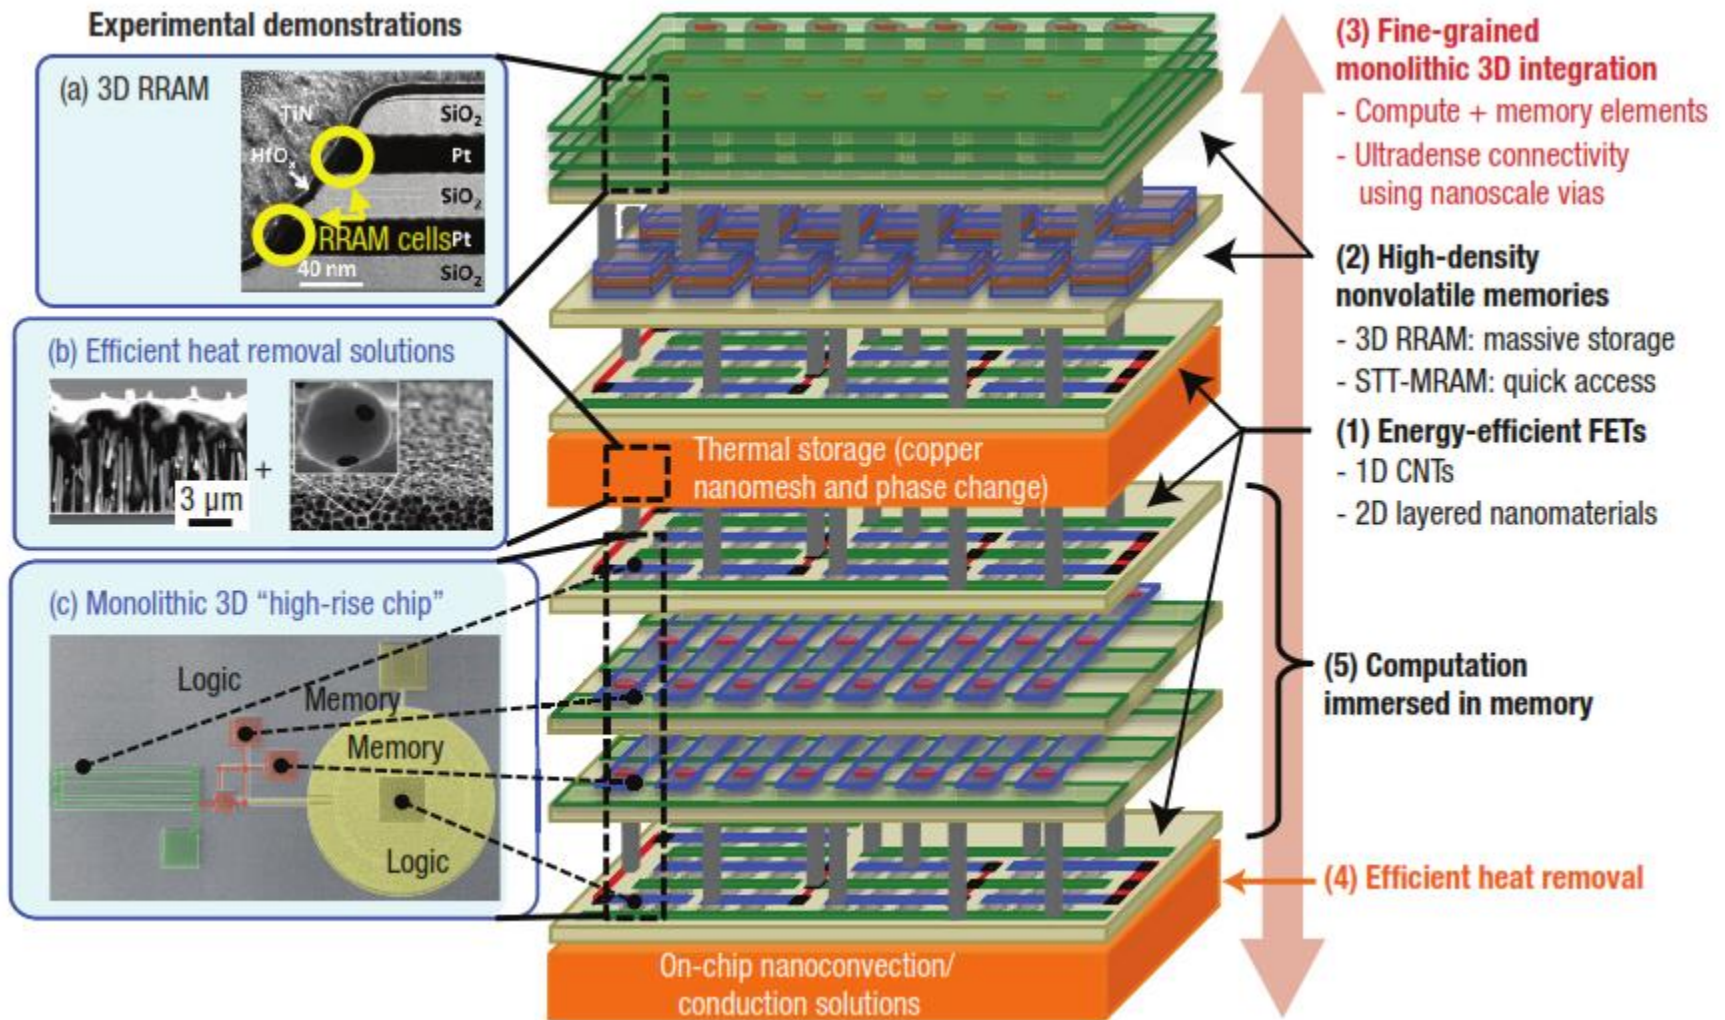 Experimental demonstrations
(a) 3D RRAM
TiN
HfOₓ
SiO₂
Pt
SiO₂
RRAM cells
Pt
40 nm
SiO₂
(b) Efficient heat removal solutions
3 μm
+
(c) Monolithic 3D “high-rise chip”
Logic
Memory
Memory
Logic
Thermal storage (copper
nanomesh and phase change)
On-chip nanoconvection/
conduction solutions
(3) Fine-grained
monolithic 3D integration
- Compute + memory elements
- Ultradense connectivity
using nanoscale vias
(2) High-density
nonvolatile memories
- 3D RRAM: massive storage
- STT-MRAM: quick access
(1) Energy-efficient FETs
- 1D CNTs
- 2D layered nanomaterials
(5) Computation
immersed in memory
(4) Efficient heat removal